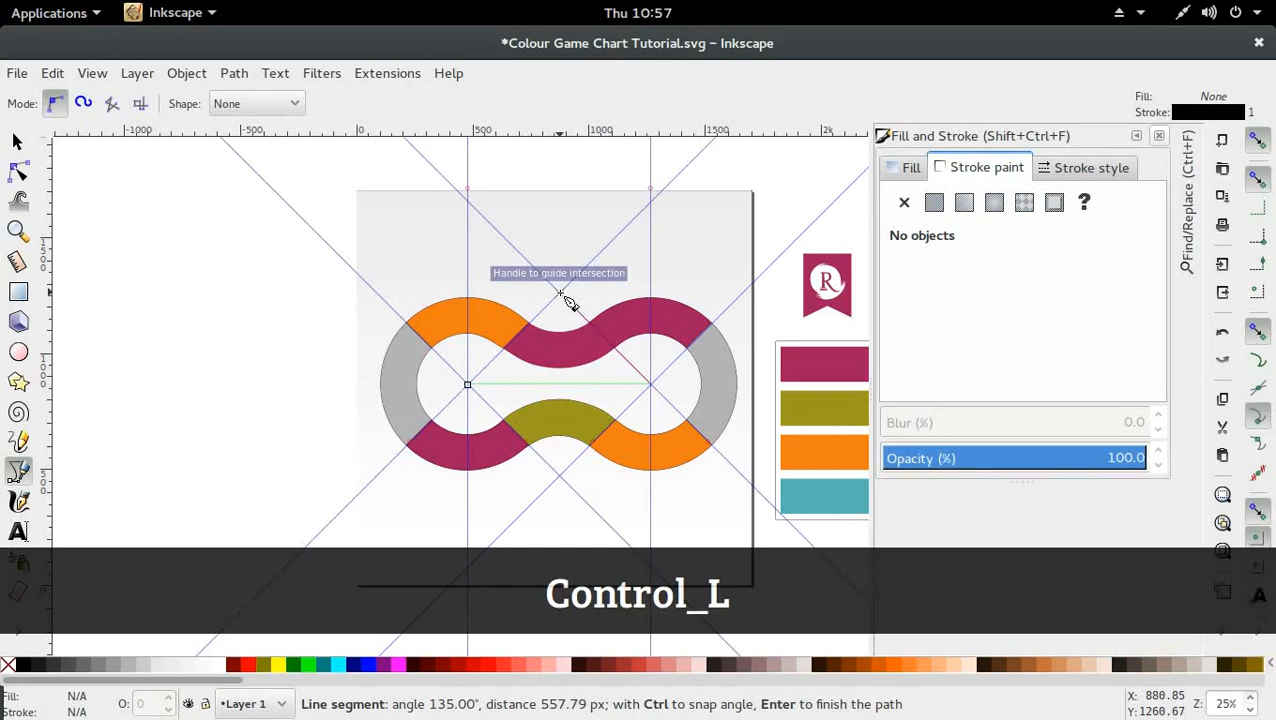 Applications Inkscape Thu 10:57
*Colour Game Chart Tutorial.svg – Inkscape
File Edit View Layer Object Path Text Filters Extensions Help
Mode: Shape: None
Fill: None
Stroke: 1
-1000 -500 0 500 1000 1500 2k
Fill and Stroke (Shift+Ctrl+F)
Fill Stroke paint Stroke style
?
No objects
Find/Replace (Ctrl+F)
Handle to guide intersection
R
Blur (%) 0.0
Opacity (%) 100.0
A
A
Control_L
Fill: N/A
Stroke: N/A
O: 0
•Layer 1
Line segment: angle 135.00°, distance 557.79 px; with Ctrl to snap angle, Enter to finish the path
X: 880.85
Y: 1260.67
Z: 25%